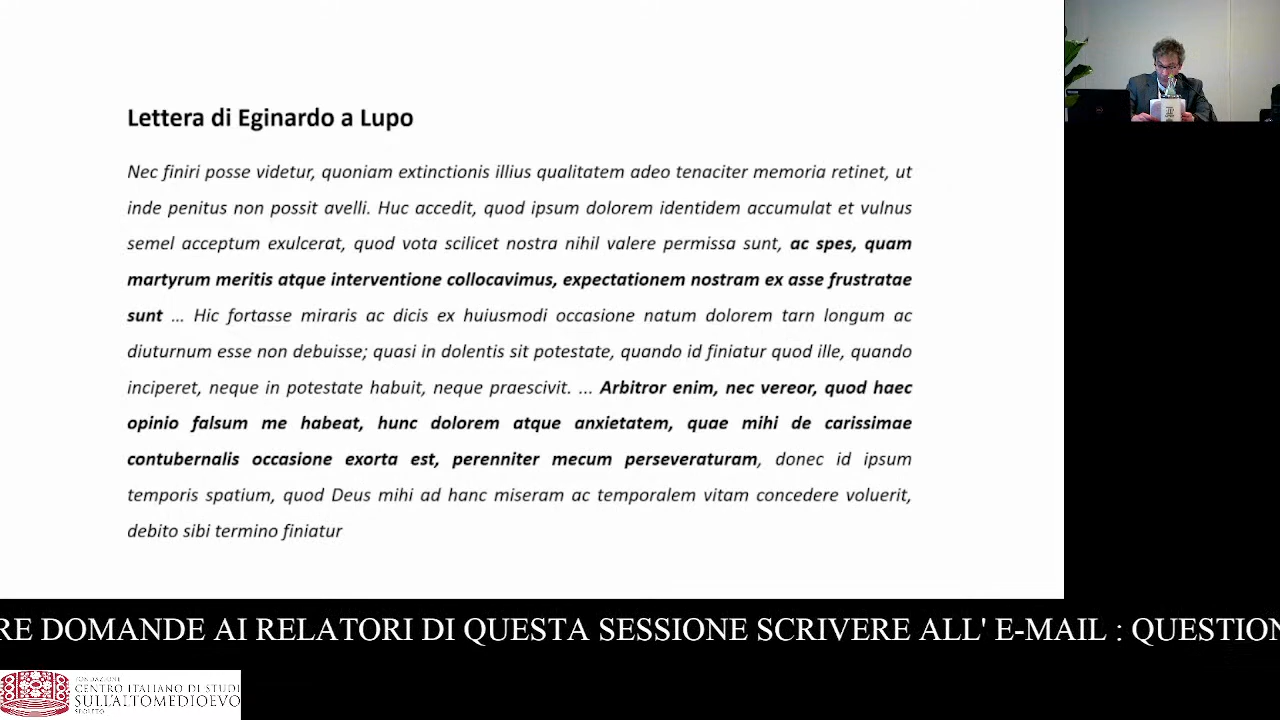 Lettera di Eginardo a Lupo
Nec finiri posse videtur, quoniam extinctionis illius qualitatem adeo tenaciter memoria retinet, ut
inde penitus non possit avelli. Huc accedit, quod ipsum dolorem identidem accumulat et vulnus
semel acceptum exulcerat, quod vota scilicet nostra nihil valere permissa sunt, ac spes, quam
martyrum meritis atque interventione collocavimus, expectationem nostram ex asse frustratae
sunt ... Hic fortasse miraris ac dicis ex huiusmodi occasione natum dolorem tarn longum ac
diuturnum esse non debuisse; quasi in dolentis sit potestate, quando id finiatur quod ille, quando
inciperet, neque in potestate habuit, neque praescivit. ... Arbitror enim, nec vereor, quod haec
opinio falsum me habeat, hunc dolorem atque anxietatem, quae mihi de carissimae
contubernalis occasione exorta est, perenniter mecum perseveraturam, donec id ipsum
temporis spatium, quod Deus mihi ad hanc miseram ac temporalem vitam concedere voluerit,
debito sibi termino finiatur
RE DOMANDE AI RELATORI DI QUESTA SESSIONE SCRIVERE ALL' E-MAIL : QUESTION
FONDAZIONE
CENTRO ITALIANO DI STUDI
SULL'ALTOMEDIOEVO
SPOLETO